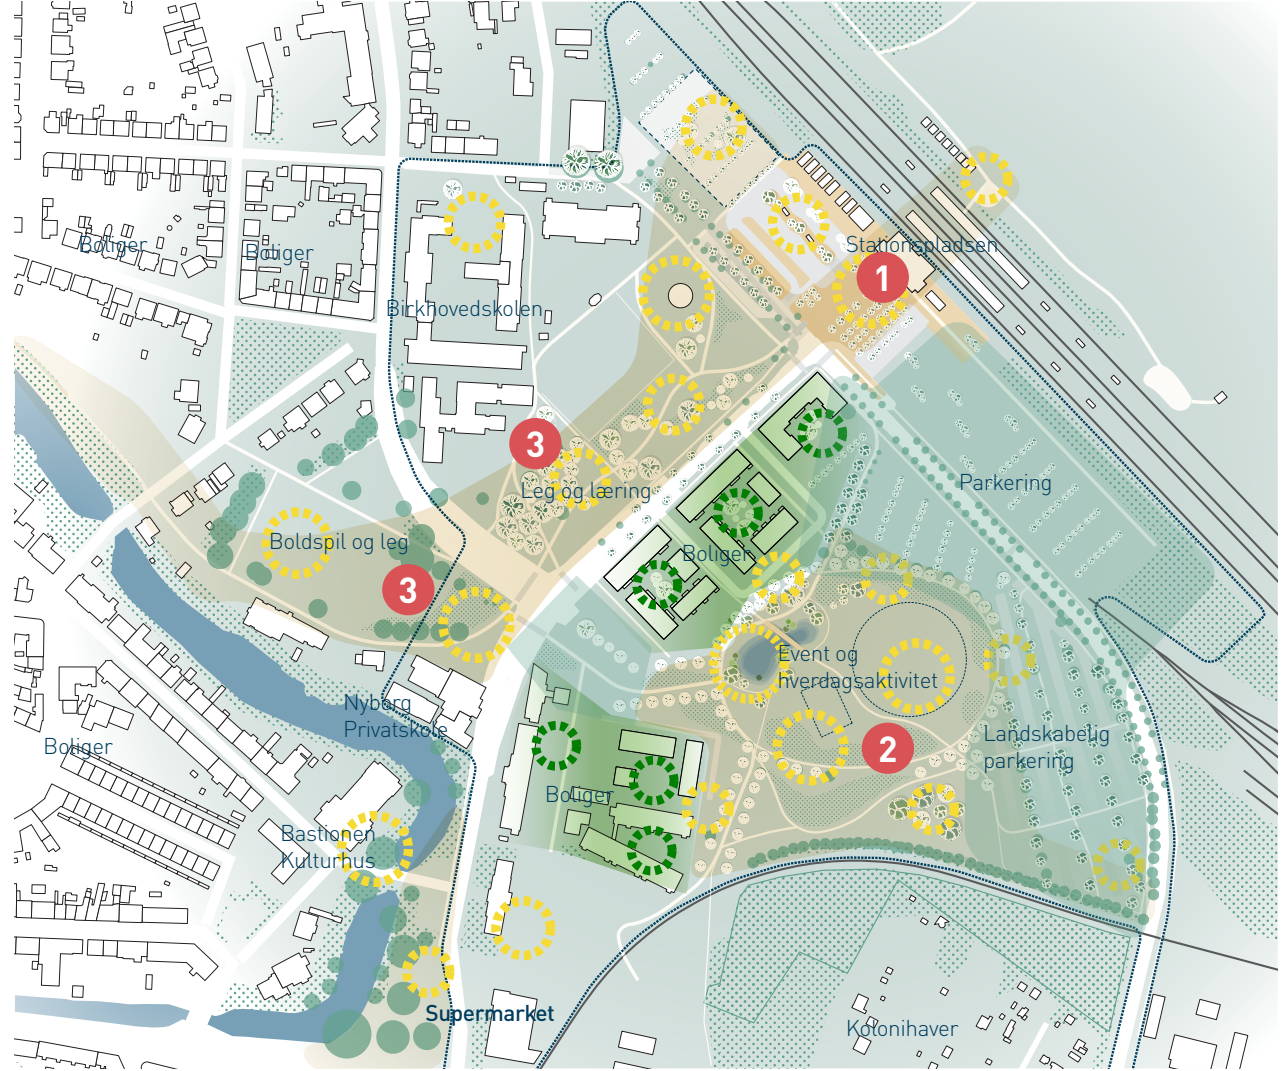 Boliger
Boliger
Stationspladsen
1
Birkhovedskolen
3
Leg og læring
Parkering
Boldspil og leg
Boliger
3
Event og
hverdagsaktivitet
Nyborg
Privatskole
Boliger
2
Landskabelig
parkering
Boliger
Bastionen
Kulturhus
Supermarket
Kolonihaver